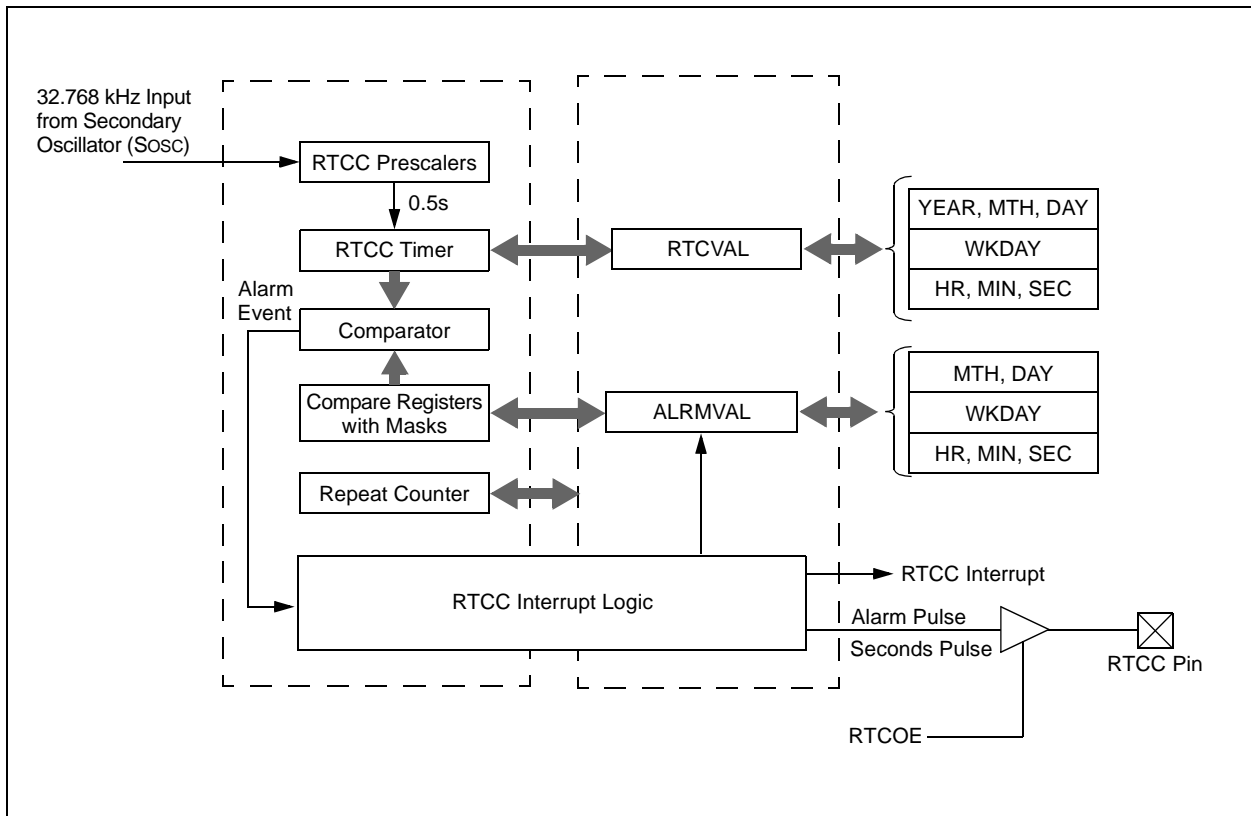 32.768 kHz Input
from Secondary
Oscillator (SOSC)
RTCC Prescalers
0.5s
RTCC Timer
RTCVAL
YEAR, MTH, DAY
WKDAY
HR, MIN, SEC
Alarm
Event
Comparator
Compare Registers
with Masks
ALRMVAL
MTH, DAY
WKDAY
HR, MIN, SEC
Repeat Counter
RTCC Interrupt Logic
RTCC Interrupt
Alarm Pulse
Seconds Pulse
RTCC Pin
RTCOE